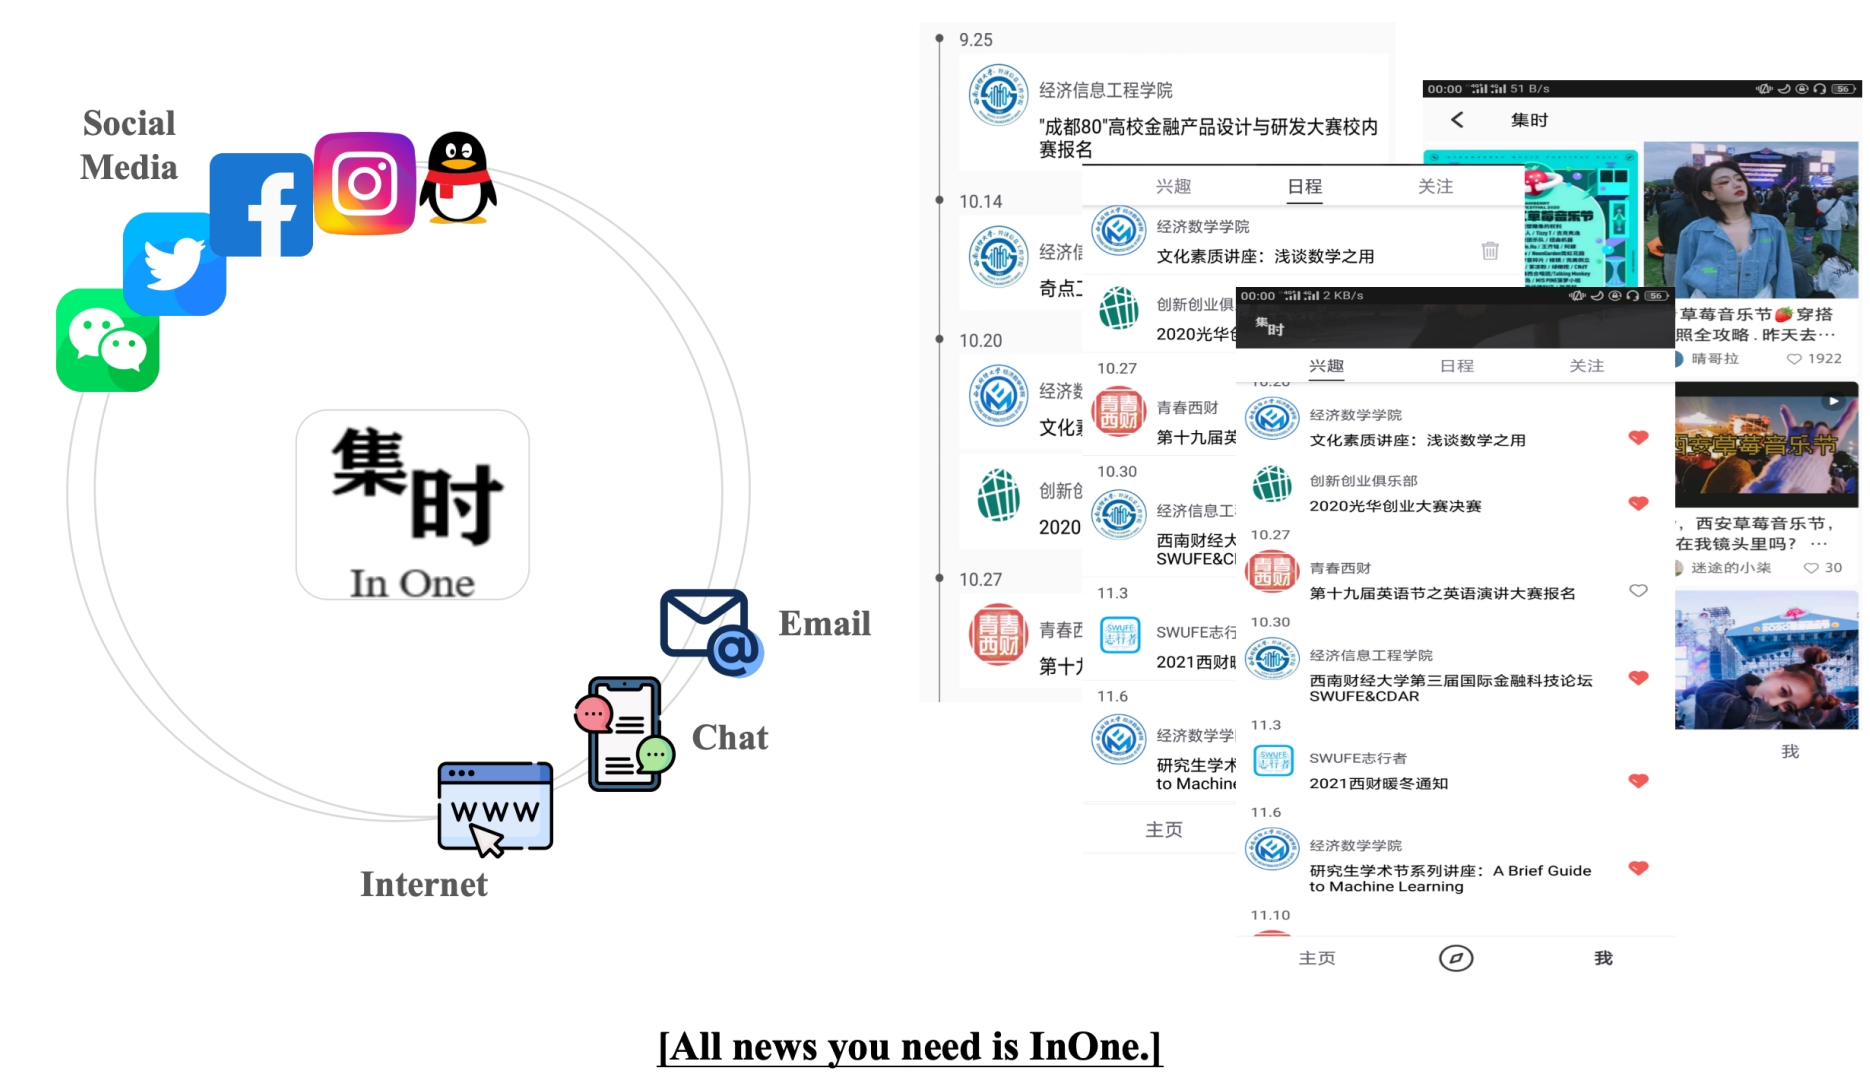 Social
Media
集时
In One
Email
Chat
WWW
Internet
9.25
经济信息工程学院
"成都80"高校金融产品设计与研发大赛校内
赛报名
10.14
经济信
奇点工
10.20
经济数
文化素
创新创
2020
10.27
青春西
第十九
兴趣
日程
关注
经济数学学院
文化素质讲座：浅谈数学之用
创新创业俱
2020光华创
10.27
青春西财
第十九届英
10.30
经济信息工
西南财经大
SWUFE&C
11.3
SWUFE志行
2021西财暖
11.6
经济数学学
研究生学术
to Machine
主页
00:00
2 KB/s
56
集时
兴趣
日程
关注
10.20
经济数学学院
文化素质讲座：浅谈数学之用
创新创业俱乐部
2020光华创业大赛决赛
10.27
青春西财
第十九届英语节之英语演讲大赛报名
10.30
经济信息工程学院
西南财经大学第三届国际金融科技论坛
SWUFE&CDAR
11.3
SWUFE志行者
2021西财暖冬通知
11.6
经济数学学院
研究生学术节系列讲座：A Brief Guide
to Machine Learning
11.10
主页
我
00:00
51 B/s
56
集时
草莓音乐节
草莓音乐节🍓穿搭
照全攻略．昨天去…
晴哥拉
1922
西安草莓音乐节
，西安草莓音乐节，
在我镜头里吗？ …
迷途的小柒
30
我
[All news you need is InOne.]